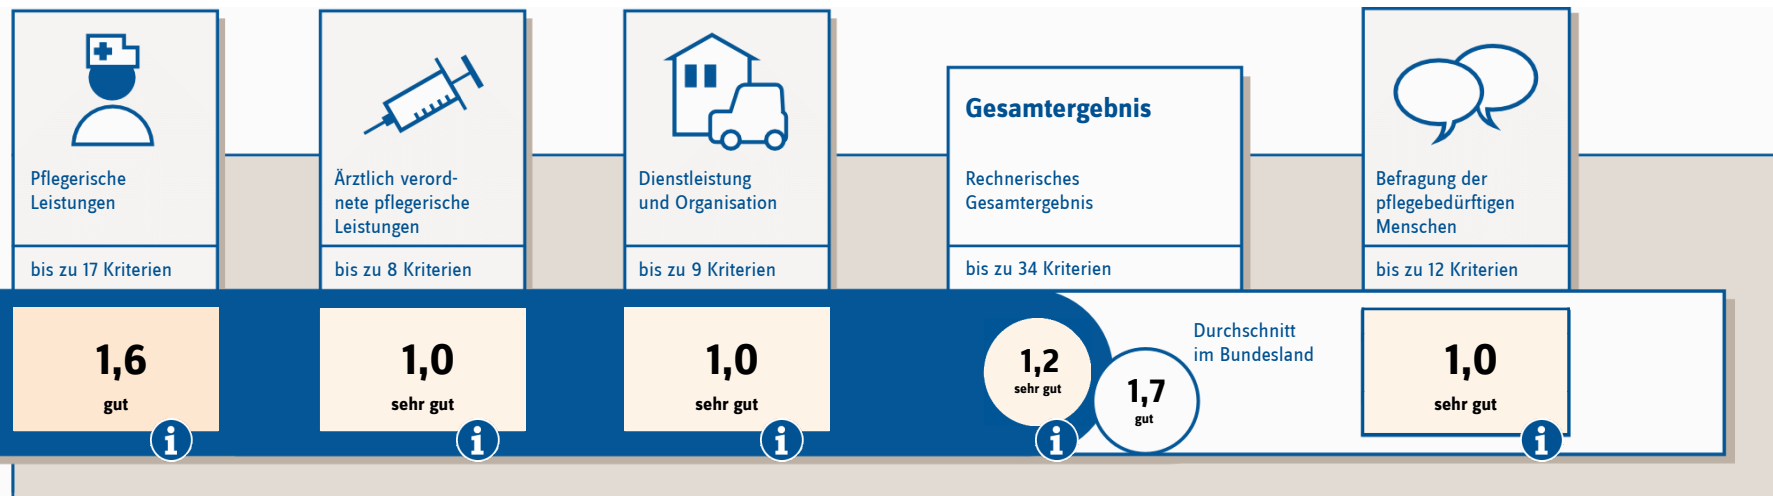 Pflegerische
Leistungen
bis zu 17 Kriterien
1,6
gut
i
Ärztlich verord-
nete pflegerische
Leistungen
bis zu 8 Kriterien
1,0
sehr gut
i
Dienstleistung
und Organisation
bis zu 9 Kriterien
1,0
sehr gut
i
Gesamtergebnis
Rechnerisches
Gesamtergebnis
bis zu 34 Kriterien
1,2
sehr gut
i
1,7
gut
Durchschnitt
im Bundesland
Befragung der
pflegebedürftigen
Menschen
bis zu 12 Kriterien
1,0
sehr gut
i